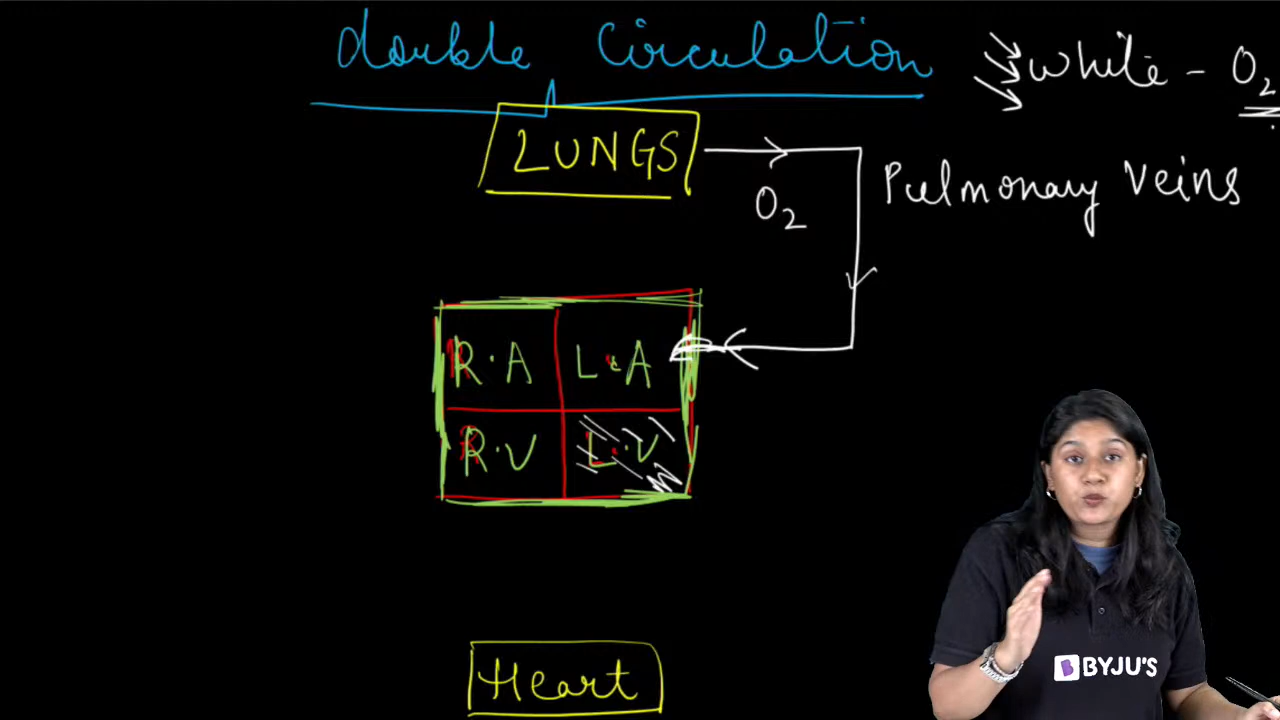 double Circulation
white - O2
LUNGS
O2
Pulmonary Veins
R.A L.A
R.V L.V
Heart
B BYJU'S